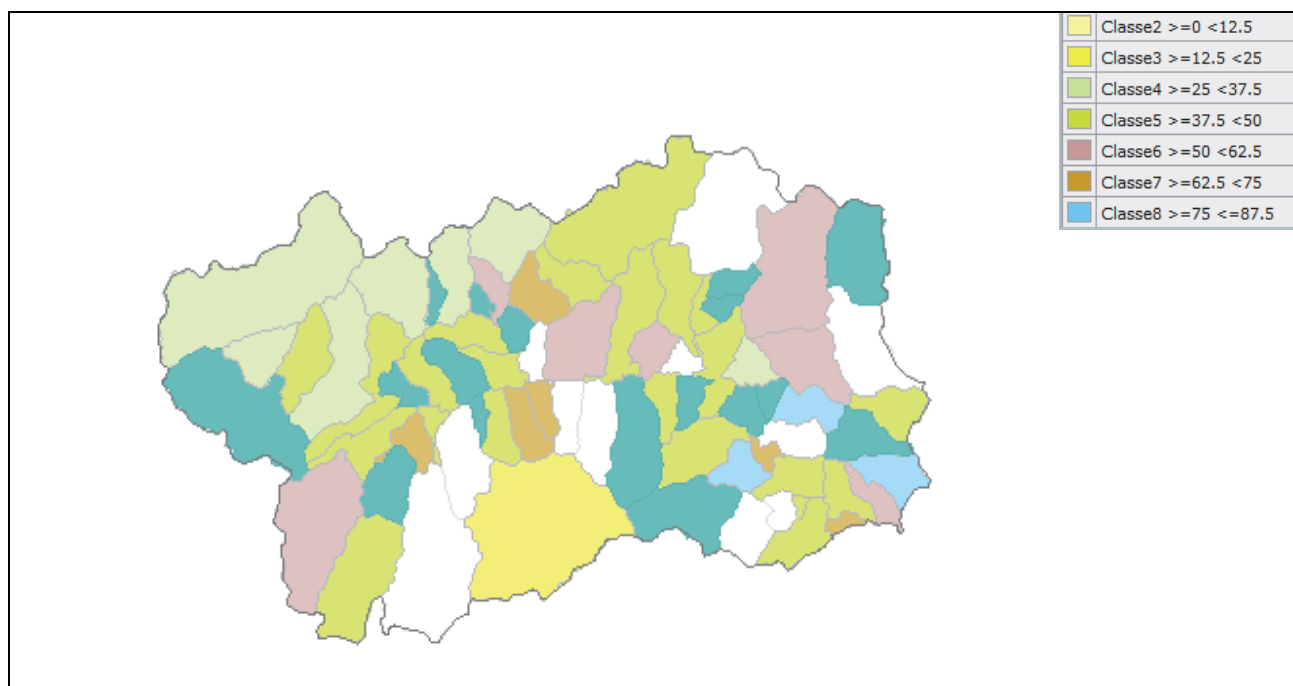 Classe2 >=0 <12.5
Classe3 >=12.5 <25
Classe4 >=25 <37.5
Classe5 >=37.5 <50
Classe6 >=50 <62.5
Classe7 >=62.5 <75
Classe8 >=75 <=87.5